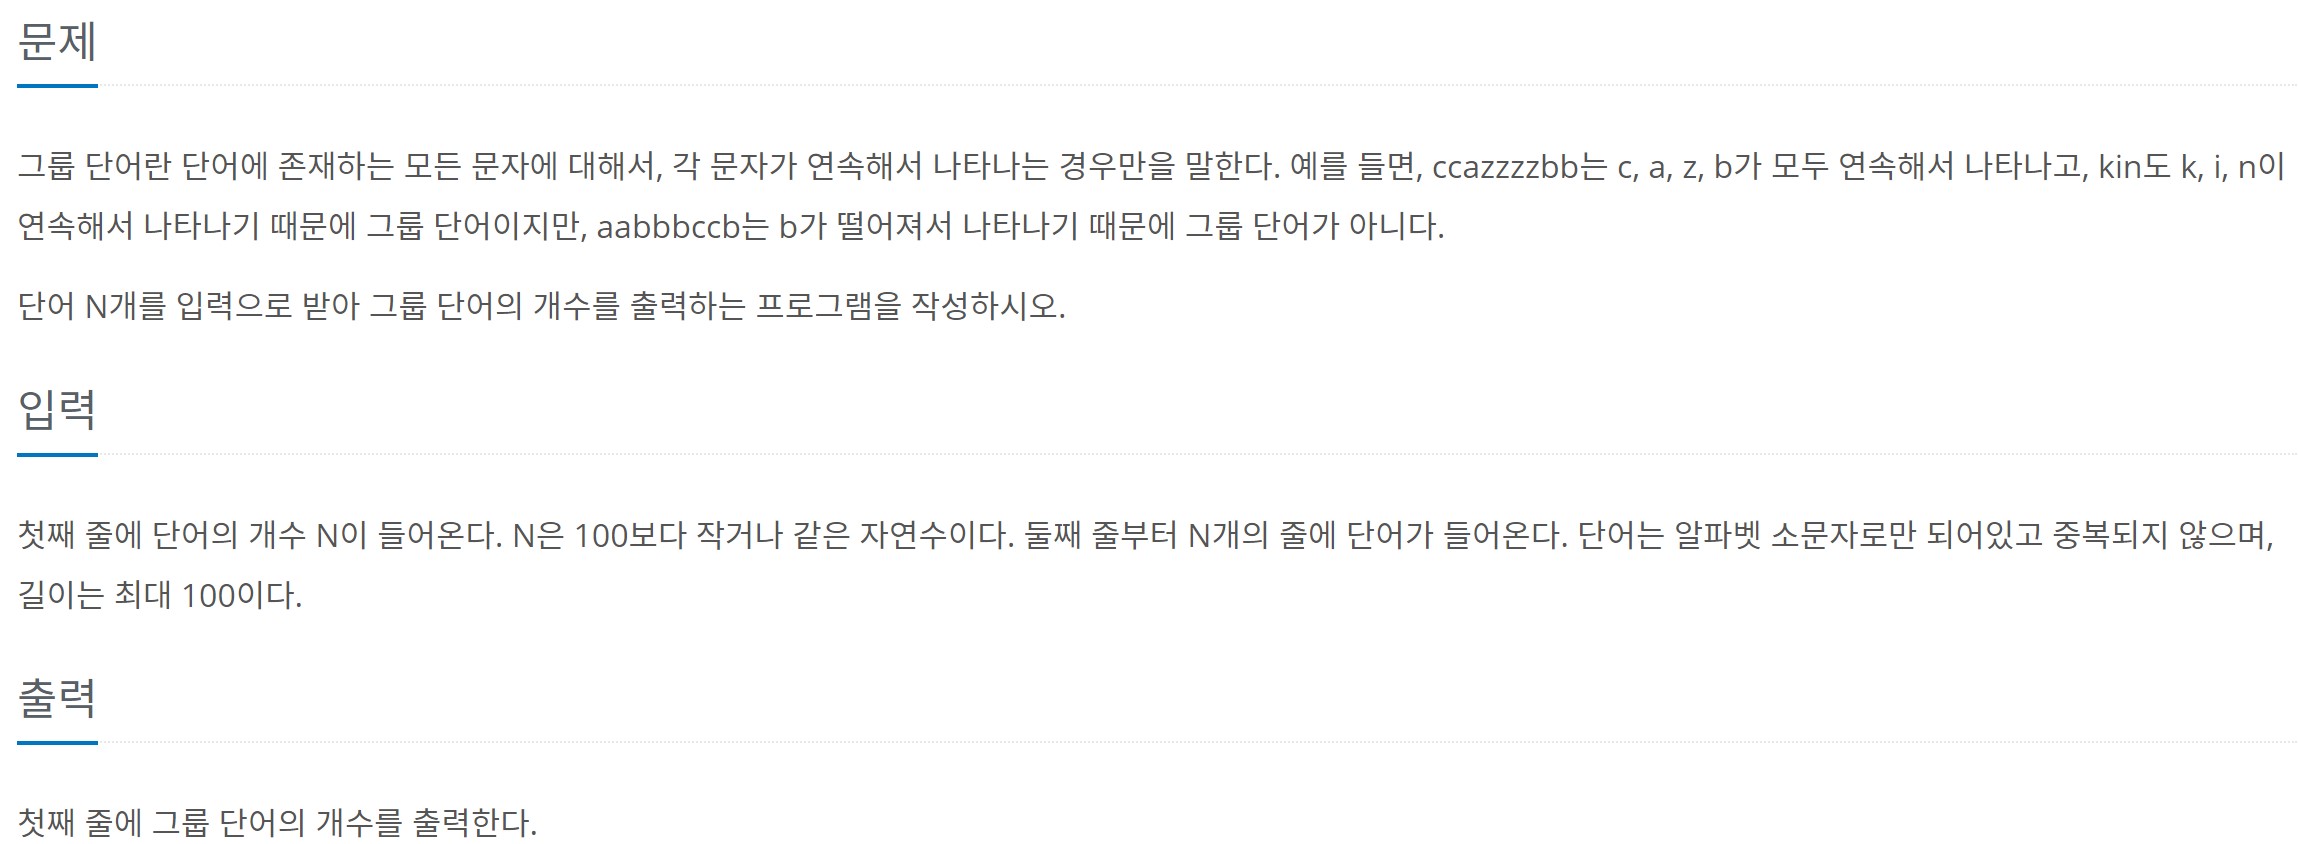 문제
그룹 단어란 단어에 존재하는 모든 문자에 대해서, 각 문자가 연속해서 나타나는 경우만을 말한다. 예를 들면, ccazzzzbb는 c, a, z, b가 모두 연속해서 나타나고, kin도 k, i, n이
연속해서 나타나기 때문에 그룹 단어이지만, aabbbccb는 b가 떨어져서 나타나기 때문에 그룹 단어가 아니다.
단어 N개를 입력으로 받아 그룹 단어의 개수를 출력하는 프로그램을 작성하시오.
입력
첫째 줄에 단어의 개수 N이 들어온다. N은 100보다 작거나 같은 자연수이다. 둘째 줄부터 N개의 줄에 단어가 들어온다. 단어는 알파벳 소문자로만 되어있고 중복되지 않으며,
길이는 최대 100이다.
출력
첫째 줄에 그룹 단어의 개수를 출력한다.